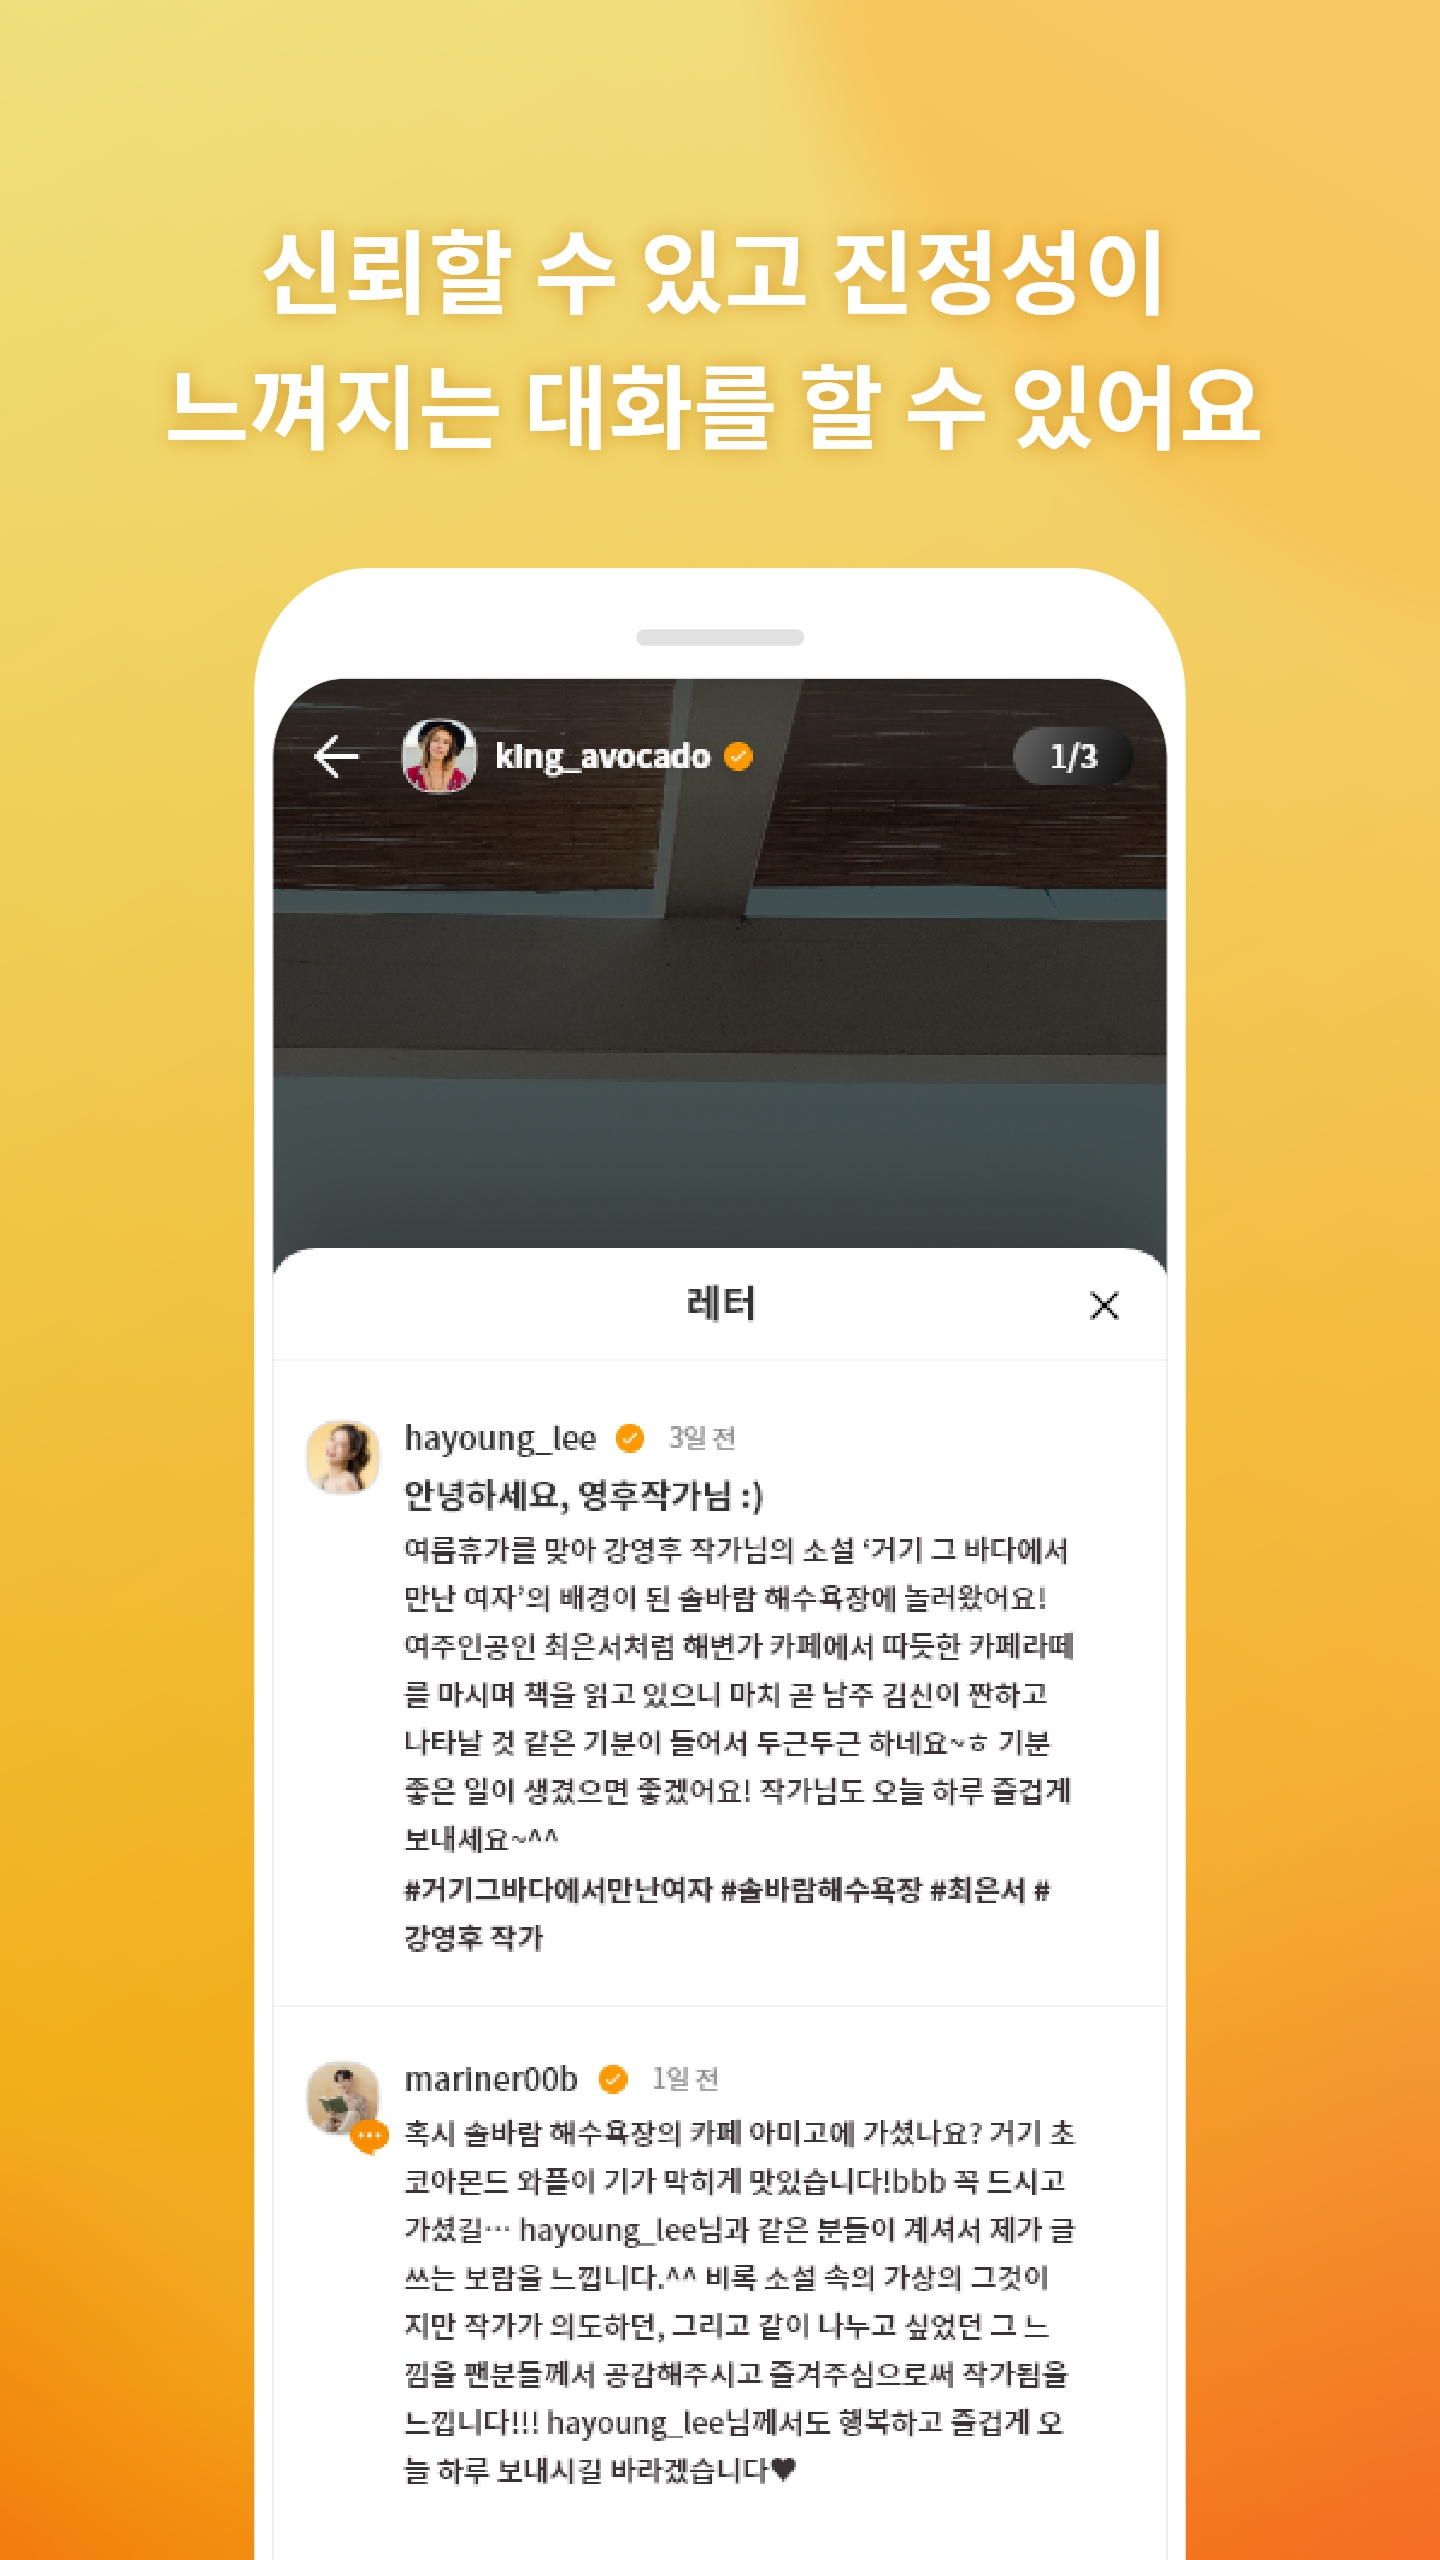 신뢰할 수 있고 진정성이
느껴지는 대화를 할 수 있어요
king_avocado
1/3
레터
hayoung_lee 3일 전
안녕하세요, 영후작가님 :)
여름휴가를 맞아 강영후 작가님의 소설 ‘거기 그 바다에서
만난 여자’의 배경이 된 솔바람 해수욕장에 놀러왔어요!
여주인공인 최은서처럼 해변가 카페에서 따듯한 카페라떼
를 마시며 책을 읽고 있으니 마치 곧 남주 김신이 짠하고
나타날 것 같은 기분이 들어서 두근두근 하네요~ㅎ 기분
좋은 일이 생겼으면 좋겠어요! 작가님도 오늘 하루 즐겁게
보내세요~^^
#거기그바다에서만난여자 #솔바람해수욕장 #최은서 #
강영후 작가
mariner00b 1일 전
혹시 솔바람 해수욕장의 카페 아미고에 가셨나요? 거기 초
코아몬드 와플이 기가 막히게 맛있습니다!bbb 꼭 드시고
가셨길… hayoung_lee님과 같은 분들이 계셔서 제가 글
쓰는 보람을 느낍니다.^^ 비록 소설 속의 가상의 그것이
지만 작가가 의도하던, 그리고 같이 나누고 싶었던 그 느
낌을 팬분들께서 공감해주시고 즐겨주심으로써 작가됨을
느낍니다!!! hayoung_lee님께서도 행복하고 즐겁게 오
늘 하루 보내시길 바라겠습니다♥